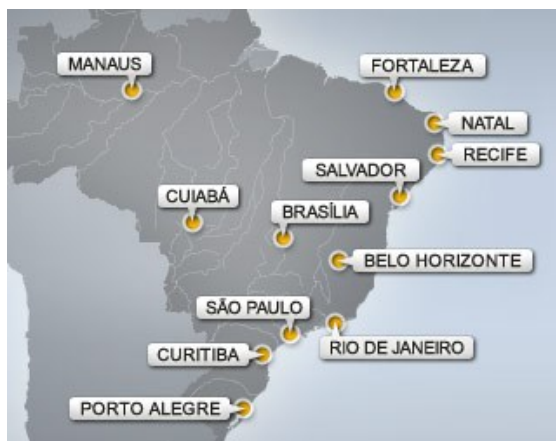 MANAUS
FORTALEZA
NATAL
RECIFE
SALVADOR
CUIABÁ
BRASÍLIA
BELO HORIZONTE
SÃO PAULO
RIO DE JANEIRO
CURITIBA
PORTO ALEGRE